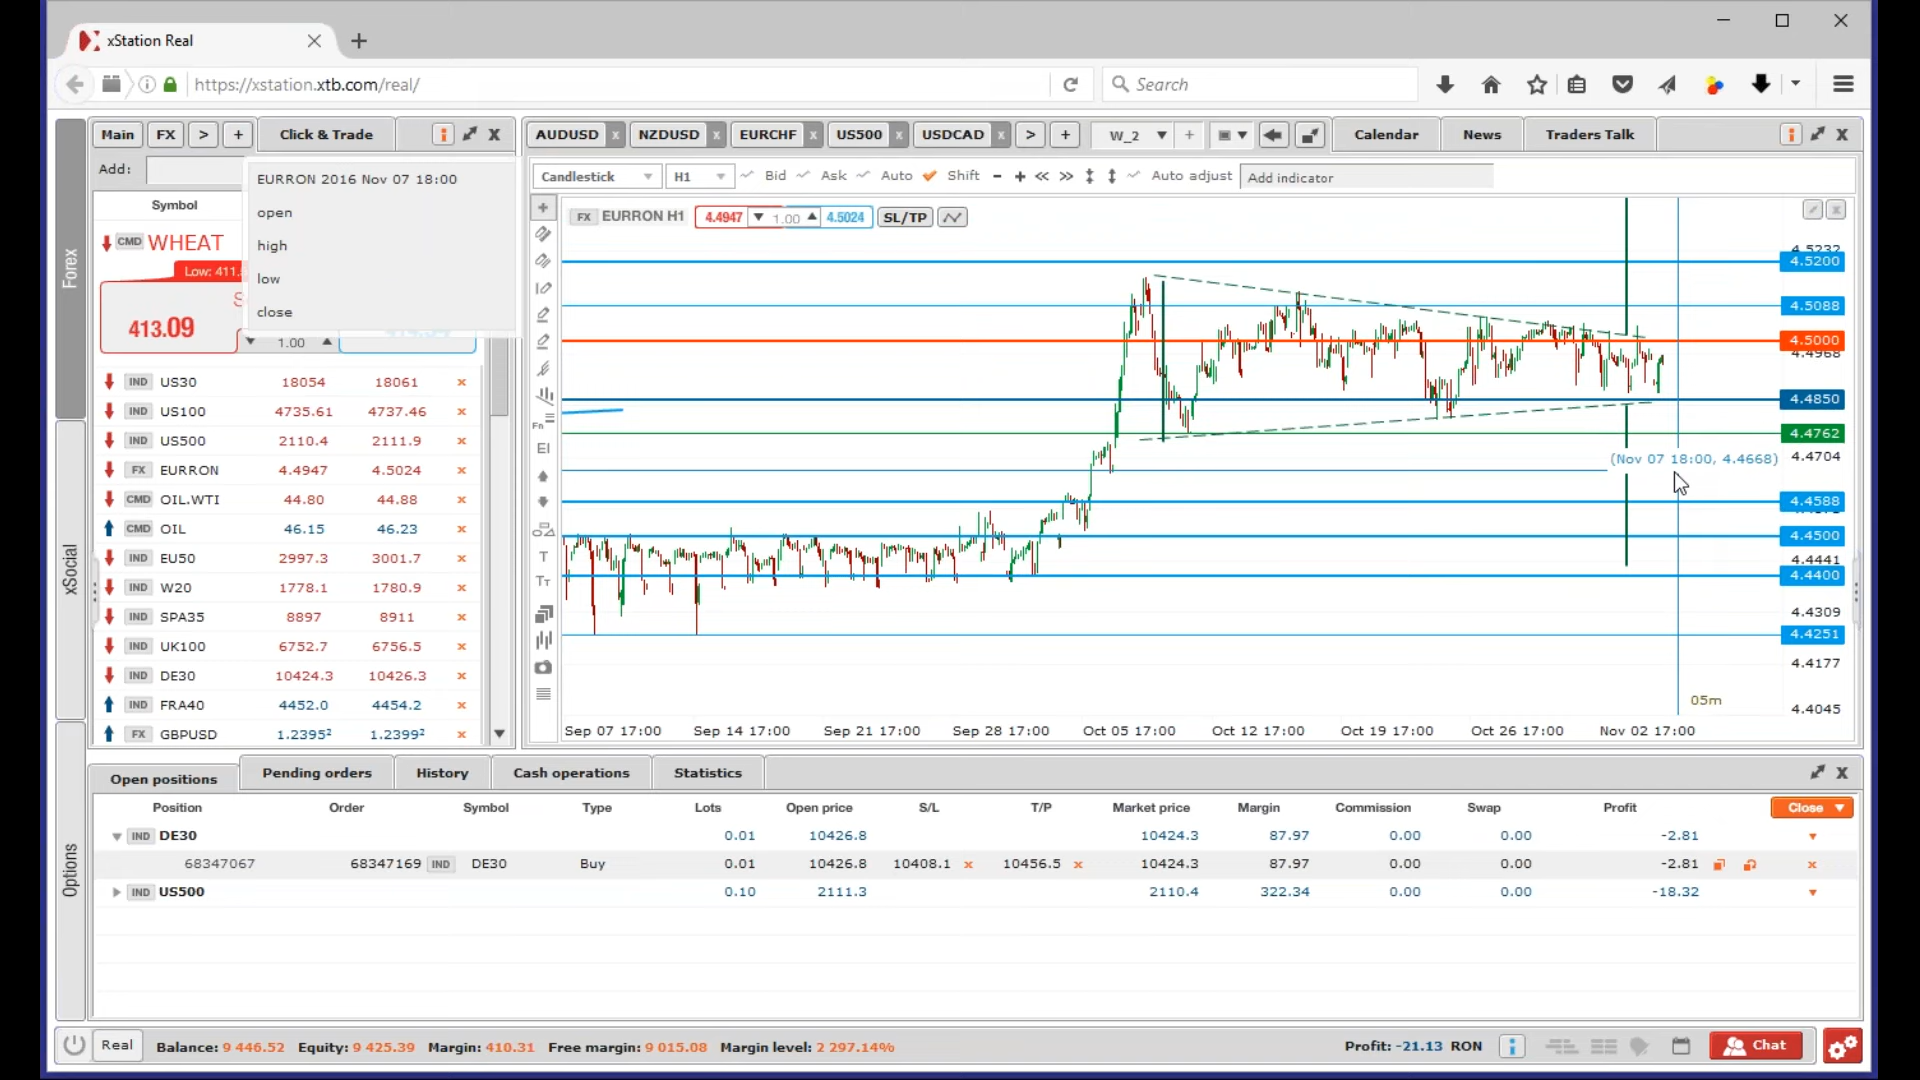 xStation Real
https://xstation.xtb.com/real/
Search
Main FX > + Click & Trade
AUDUSD x NZDUSD x EURCHF x US500 x USDCAD x > + W_2 + Calendar News Traders Talk
Add:
EURRON 2016 Nov 07 18:00
open
high
low
close
Candlestick H1 Bid Ask Auto Shift - + << >> Auto adjust Add indicator
Symbol
CMD WHEAT
Low: 411.
S
413.09
1.00
FX EURRON H1 4.4947 1.00 4.5024 SL/TP
Forex
xSocial
Options
IND US30 18054 18061 x
IND US100 4735.61 4737.46 x
IND US500 2110.4 2111.9 x
FX EURRON 4.4947 4.5024 x
CMD OIL.WTI 44.80 44.88 x
CMD OIL 46.15 46.23 x
IND EU50 2997.3 3001.7 x
IND W20 1778.1 1780.9 x
IND SPA35 8897 8911 x
IND UK100 6752.7 6756.5 x
IND DE30 10424.3 10426.3 x
IND FRA40 4452.0 4454.2 x
FX GBPUSD 1.2395² 1.2399² x
Fn
EI
T
TT
4.5232
4.5200
4.5088
4.5000
4.4968
4.4850
4.4762
4.4704
(Nov 07 18:00, 4.4668)
4.4588
4.4500
4.4441
4.4400
4.4309
4.4251
4.4177
4.4045
05m
Sep 07 17:00 Sep 14 17:00 Sep 21 17:00 Sep 28 17:00 Oct 05 17:00 Oct 12 17:00 Oct 19 17:00 Oct 26 17:00 Nov 02 17:00
Open positions Pending orders History Cash operations Statistics
Position Order Symbol Type Lots Open price S/L T/P Market price Margin Commission Swap Profit Close
IND DE30 0.01 10426.8 10424.3 87.97 0.00 0.00 -2.81
68347067 68347169 IND DE30 Buy 0.01 10426.8 10408.1 x 10456.5 x 10424.3 87.97 0.00 0.00 -2.81 x
IND US500 0.10 2111.3 2110.4 322.34 0.00 0.00 -18.32
Real Balance: 9 446.52 Equity: 9 425.39 Margin: 410.31 Free margin: 9 015.08 Margin level: 2 297.14% Profit: -21.13 RON Chat